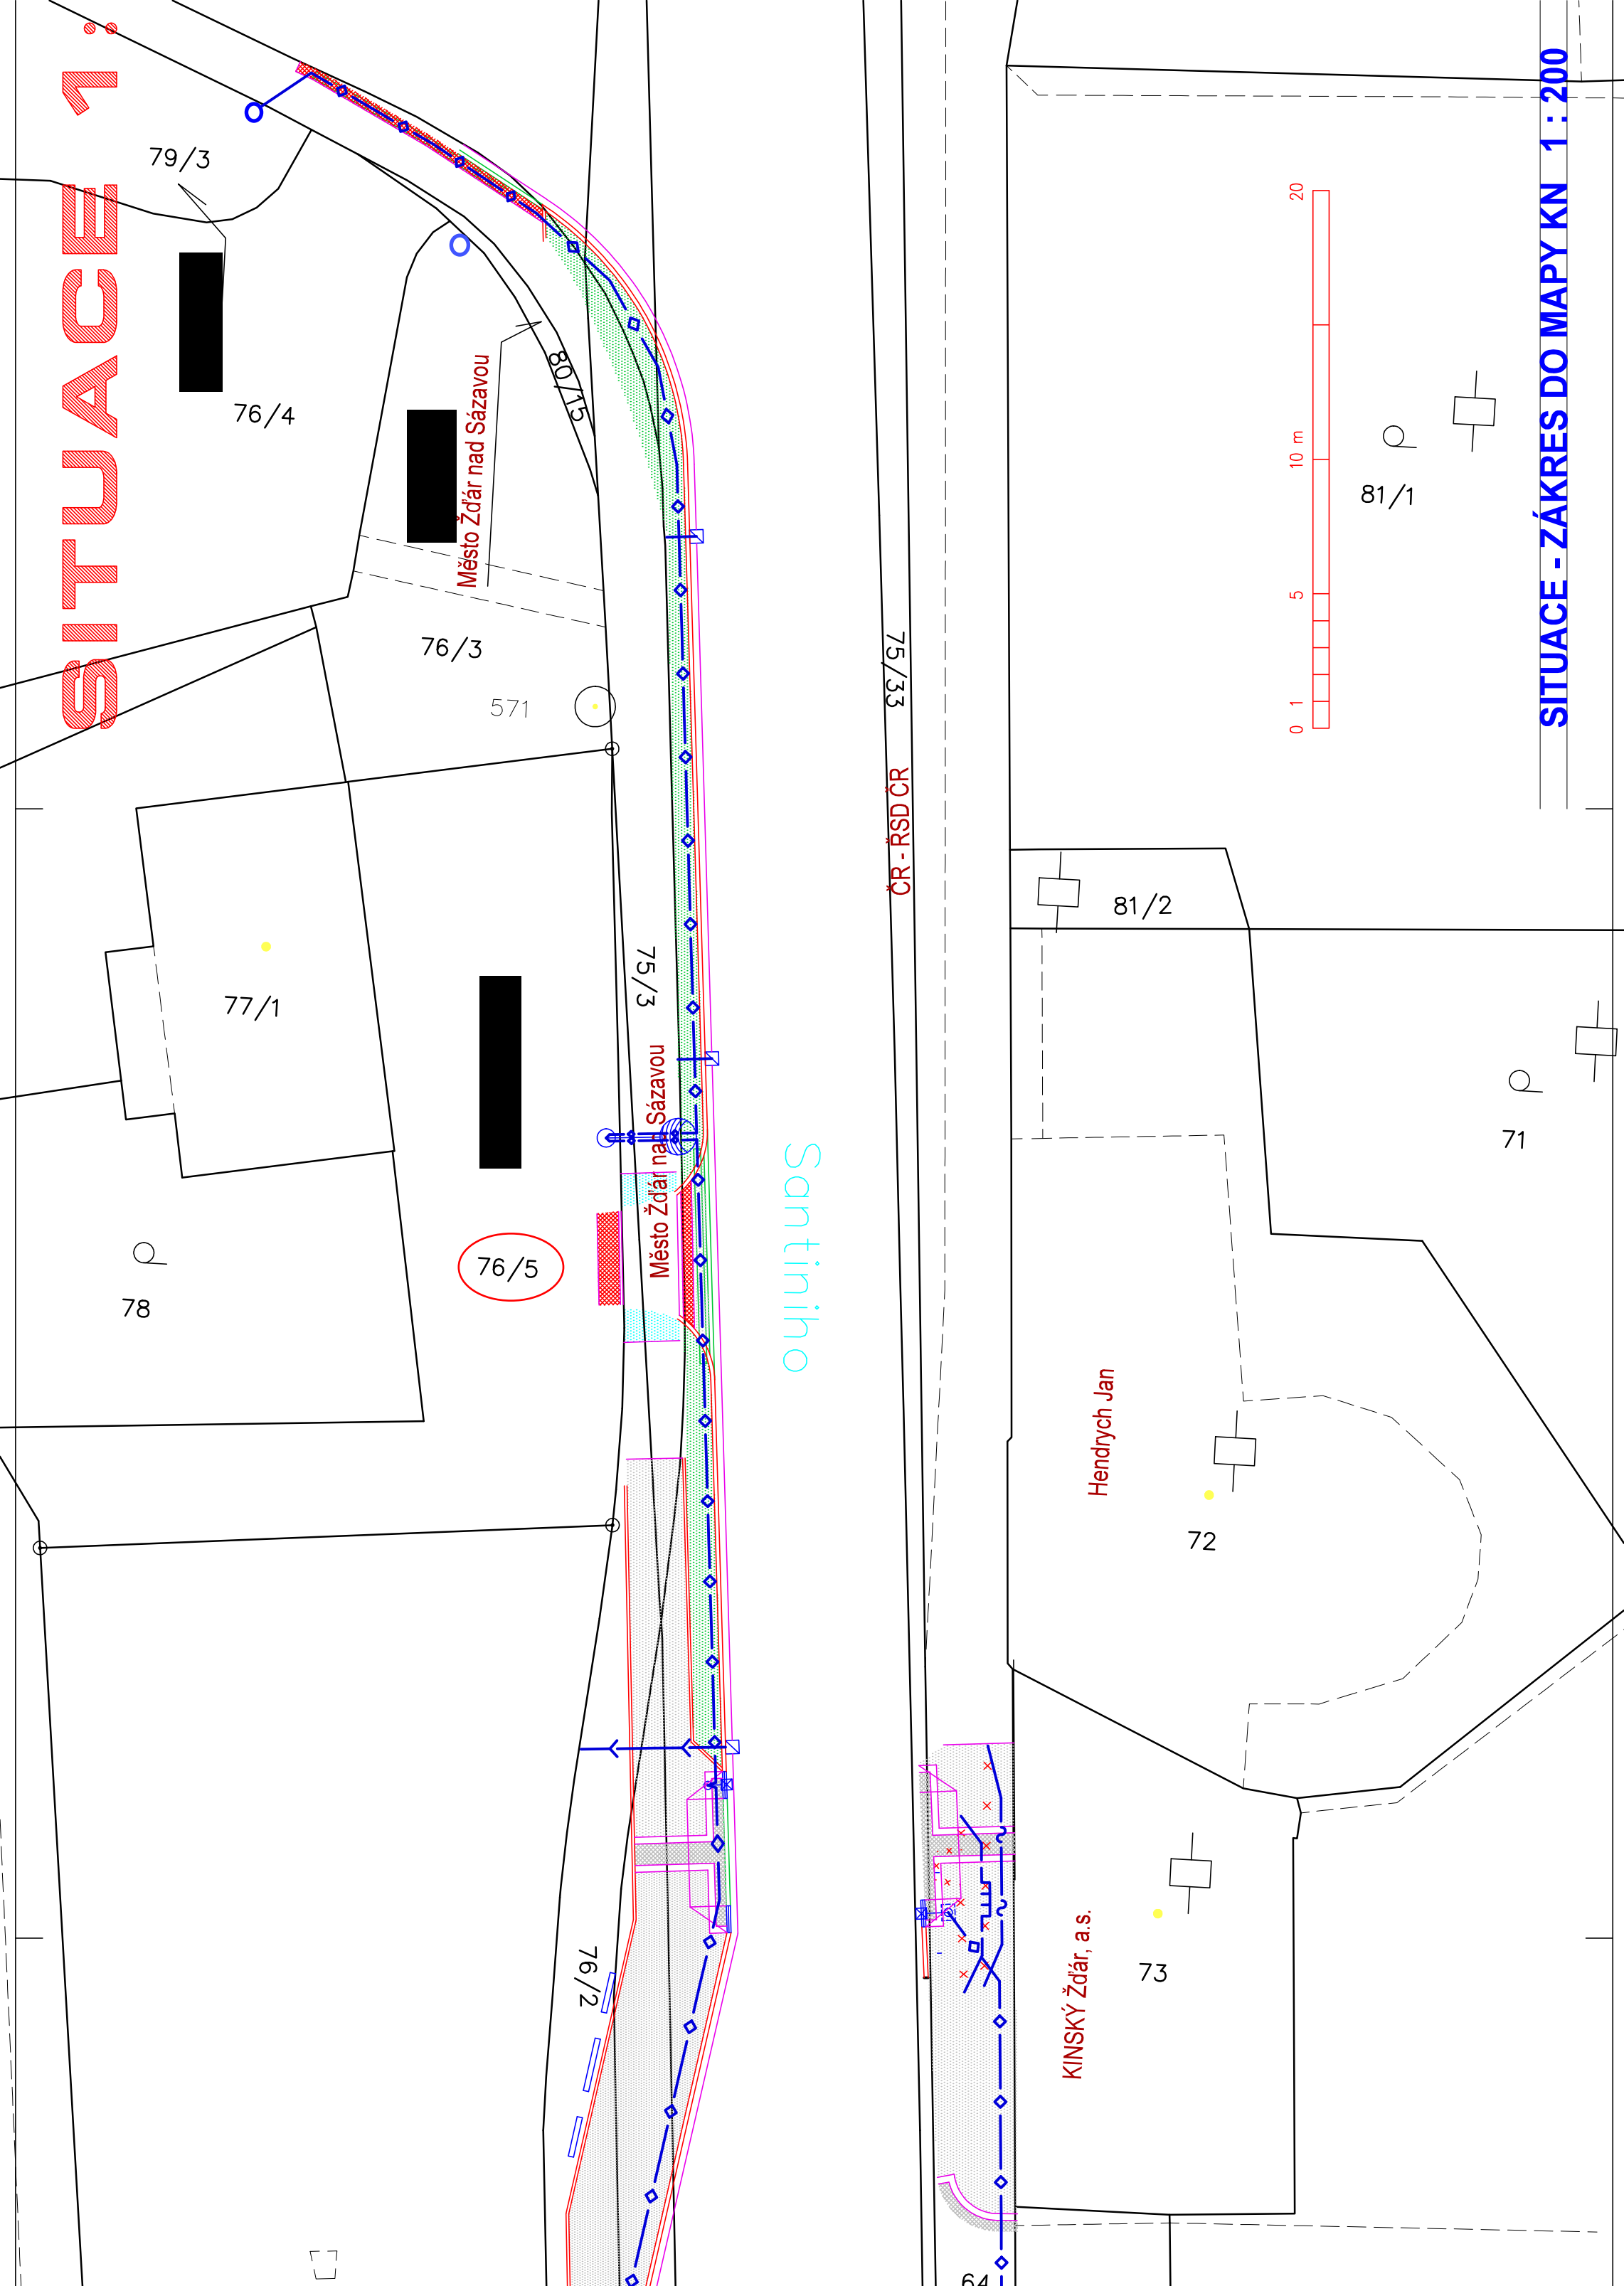 SITUACE 1:
SITUACE - ZÁKRES DO MAPY KN 1 : 200
79/3
76/4
Město Žďár nad Sázavou
80/15
76/3
571
20
10 m
5
1
0
81/1
75/33
ČR - ŘSD ČR
81/2
77/1
75/3
Město Žďár nad Sázavou
Santiniho
71
76/5
78
Hendrych Jan
72
76/2
KINSKÝ Žďár, a.s.
73
64